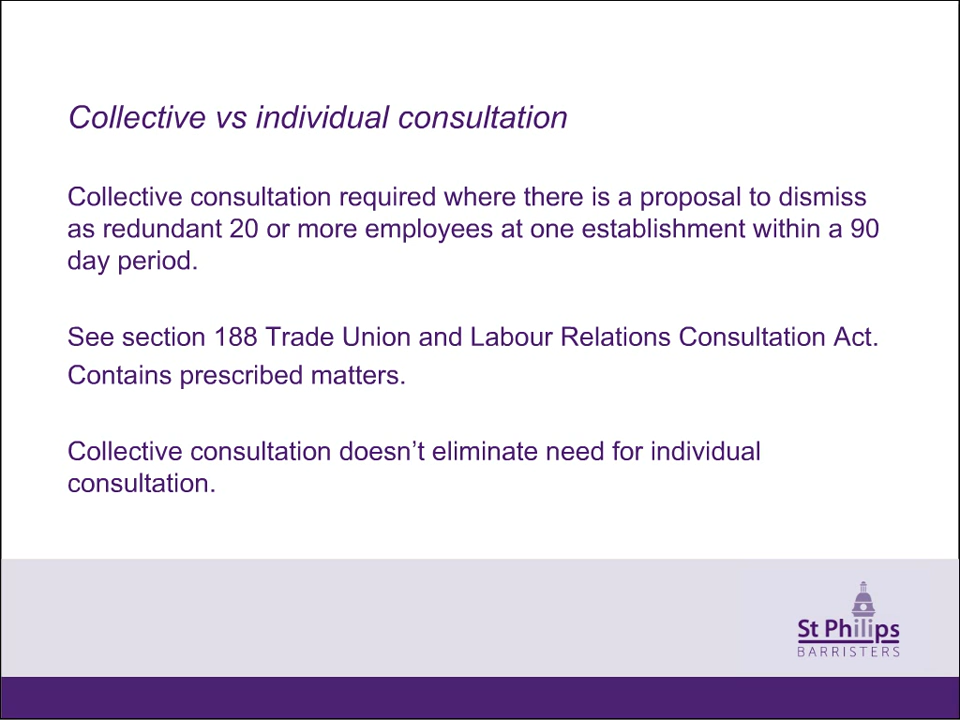 Collective vs individual consultation
Collective consultation required where there is a proposal to dismiss
as redundant 20 or more employees at one establishment within a 90
day period.
See section 188 Trade Union and Labour Relations Consultation Act.
Contains prescribed matters.
Collective consultation doesn’t eliminate need for individual
consultation.
St Philips
BARRISTERS